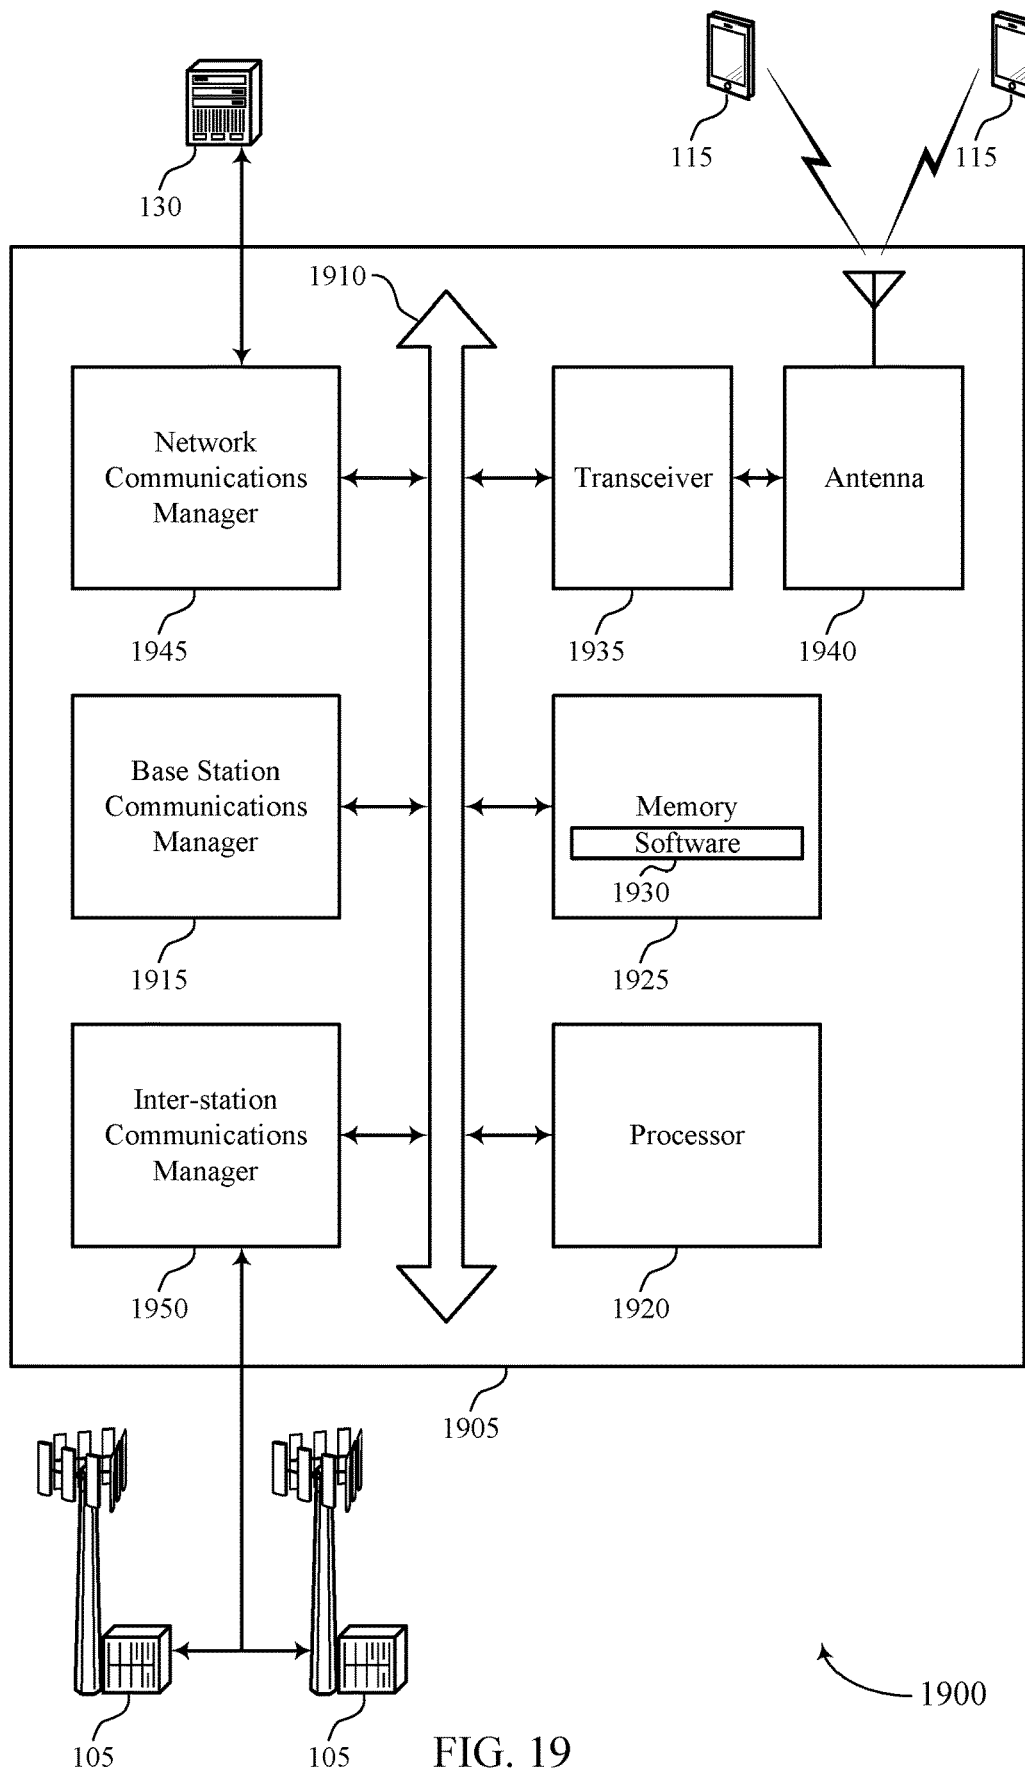 115
115
130
1910
Network
Communications
Manager
Transceiver
Antenna
1945
1935
1940
Base Station
Communications
Manager
Memory
Software
1930
1915
1925
Inter-station
Communications
Manager
Processor
1950
1920
1905
1900
105
105
FIG. 19